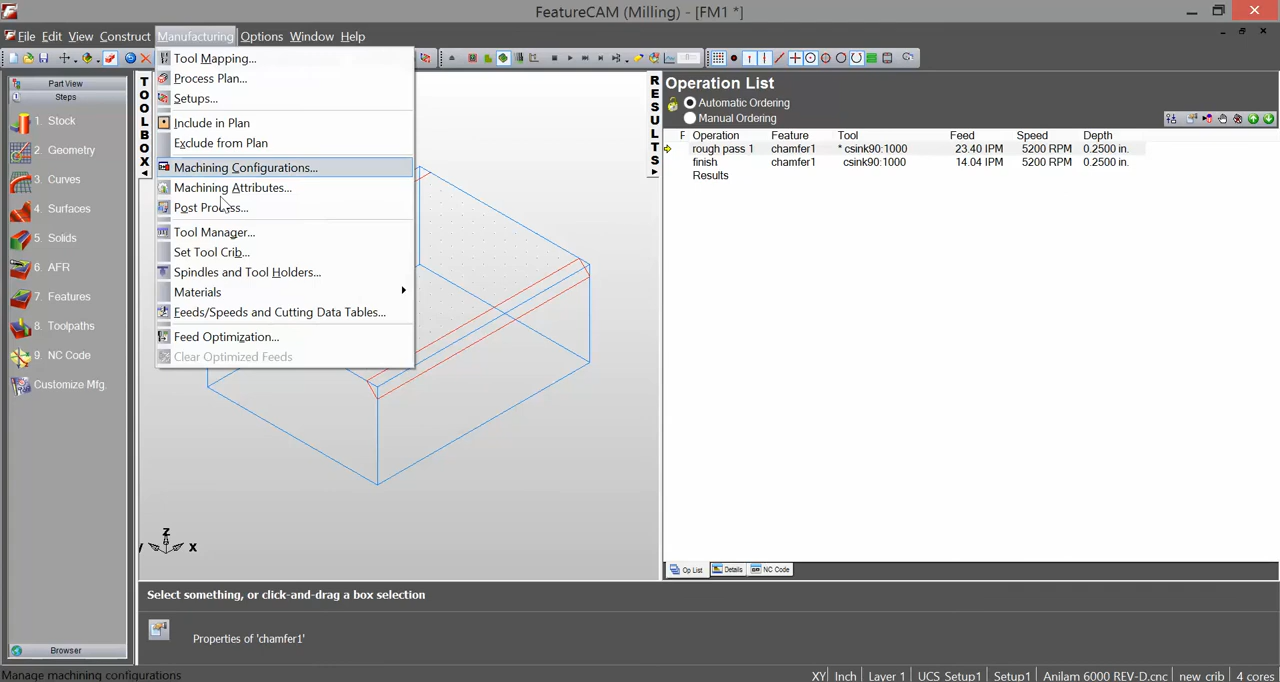 FeatureCAM (Milling) - [FM1 *]
File Edit View Construct Manufacturing Options Window Help
Part View
Steps
1. Stock
2. Geometry
3. Curves
4. Surfaces
5. Solids
6 AFR
7. Features
8. Toolpaths
9. NC Code
Customize Mfg.
Browser
TOOLBOX
Tool Mapping...
Process Plan...
Setups...
Include in Plan
Exclude from Plan
Machining Configurations...
Machining Attributes...
Post Process...
Tool Manager...
Set Tool Crib...
Spindles and Tool Holders...
Materials
Feeds/Speeds and Cutting Data Tables...
Feed Optimization...
Clear Optimized Feeds
Z
Y X
RESULTS
Operation List
Automatic Ordering
Manual Ordering
F Operation Feature Tool Feed Speed Depth
rough pass 1 chamfer1 * csink90:1000 23.40 IPM 5200 RPM 0.2500 in.
finish chamfer1 csink90:1000 14.04 IPM 5200 RPM 0.2500 in.
Results
Op List Details NC Code
Select something, or click-and-drag a box selection
Properties of 'chamfer1'
Manage machining configurations
XY Inch Layer 1 UCS Setup1 Setup1 Anilam 6000 REV-D.cnc new crib 4 cores